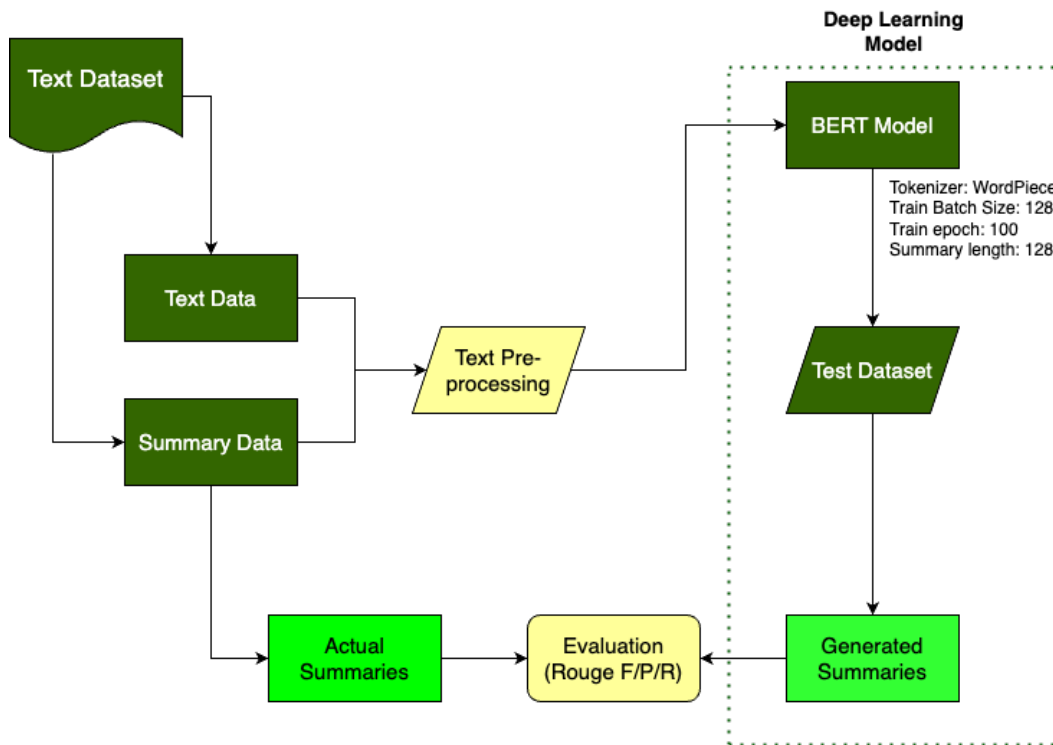 Deep Learning
Model
Text Dataset
BERT Model
Tokenizer: WordPiece
Train Batch Size: 128
Train epoch: 100
Summary length: 128
Text Data
Text Pre-
processing
Test Dataset
Summary Data
Actual
Summaries
Evaluation
(Rouge F/P/R)
Generated
Summaries